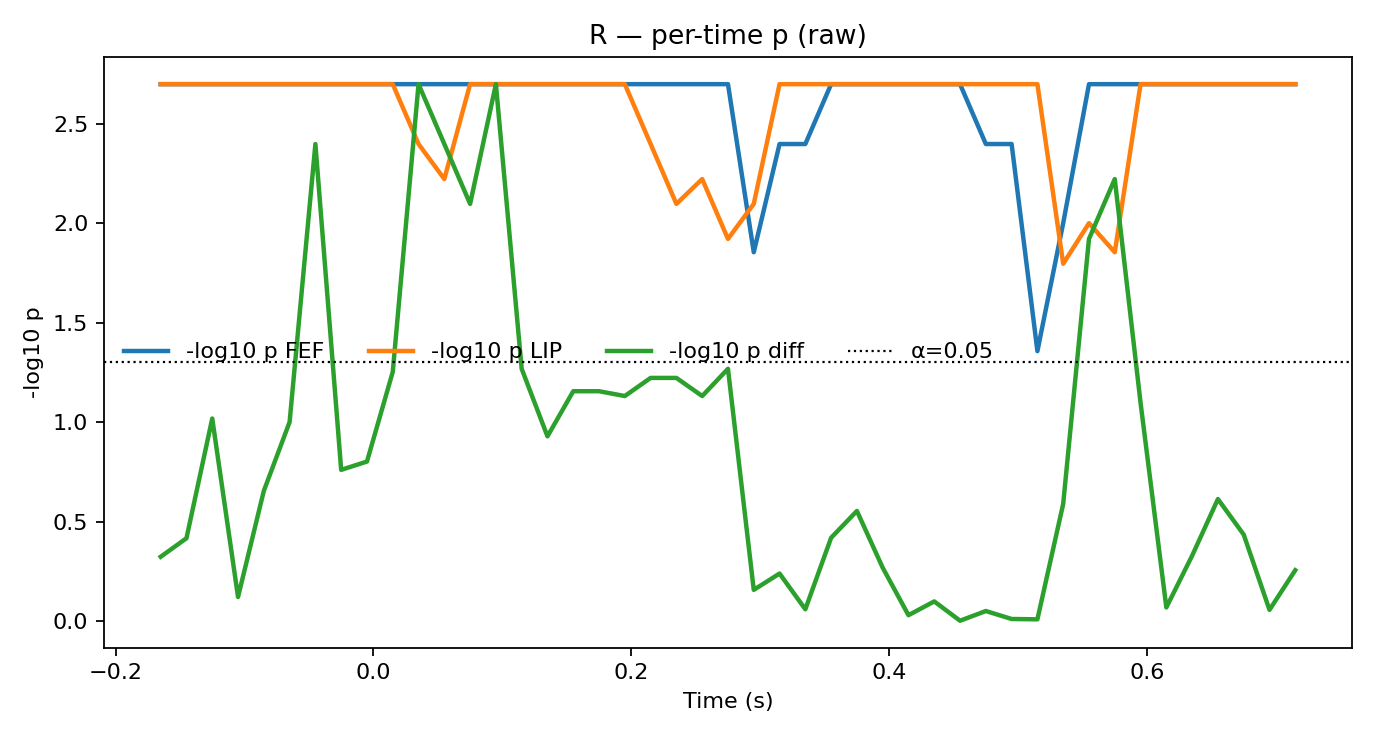 R — per-time p (raw)
-log10 p
2.5
2.0
1.5
1.0
0.5
0.0
-log10 p FEF -log10 p LIP -log10 p diff α=0.05
−0.2 0.0 0.2 0.4 0.6
Time (s)